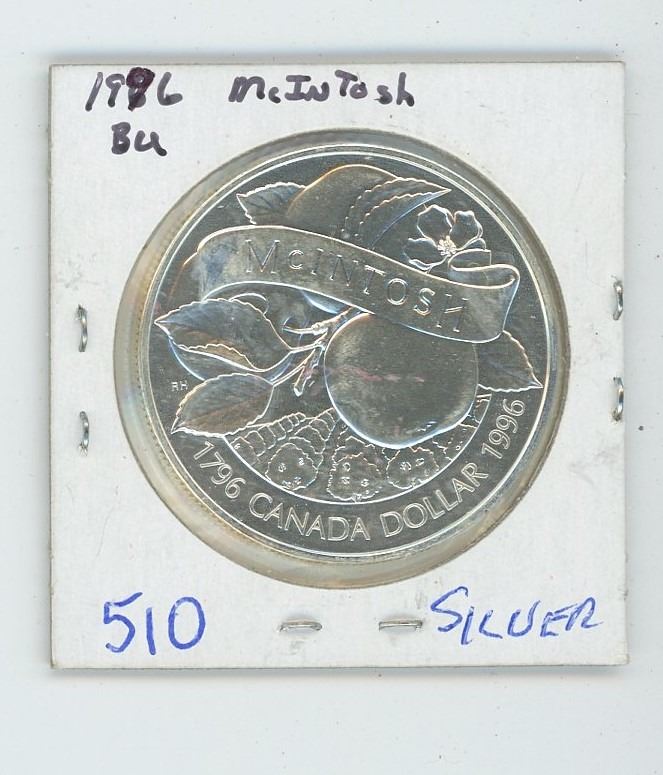 1996 McInTosh
BU
McINTOSH
RH
1796 CANADA DOLLAR 1996
510 SILVER